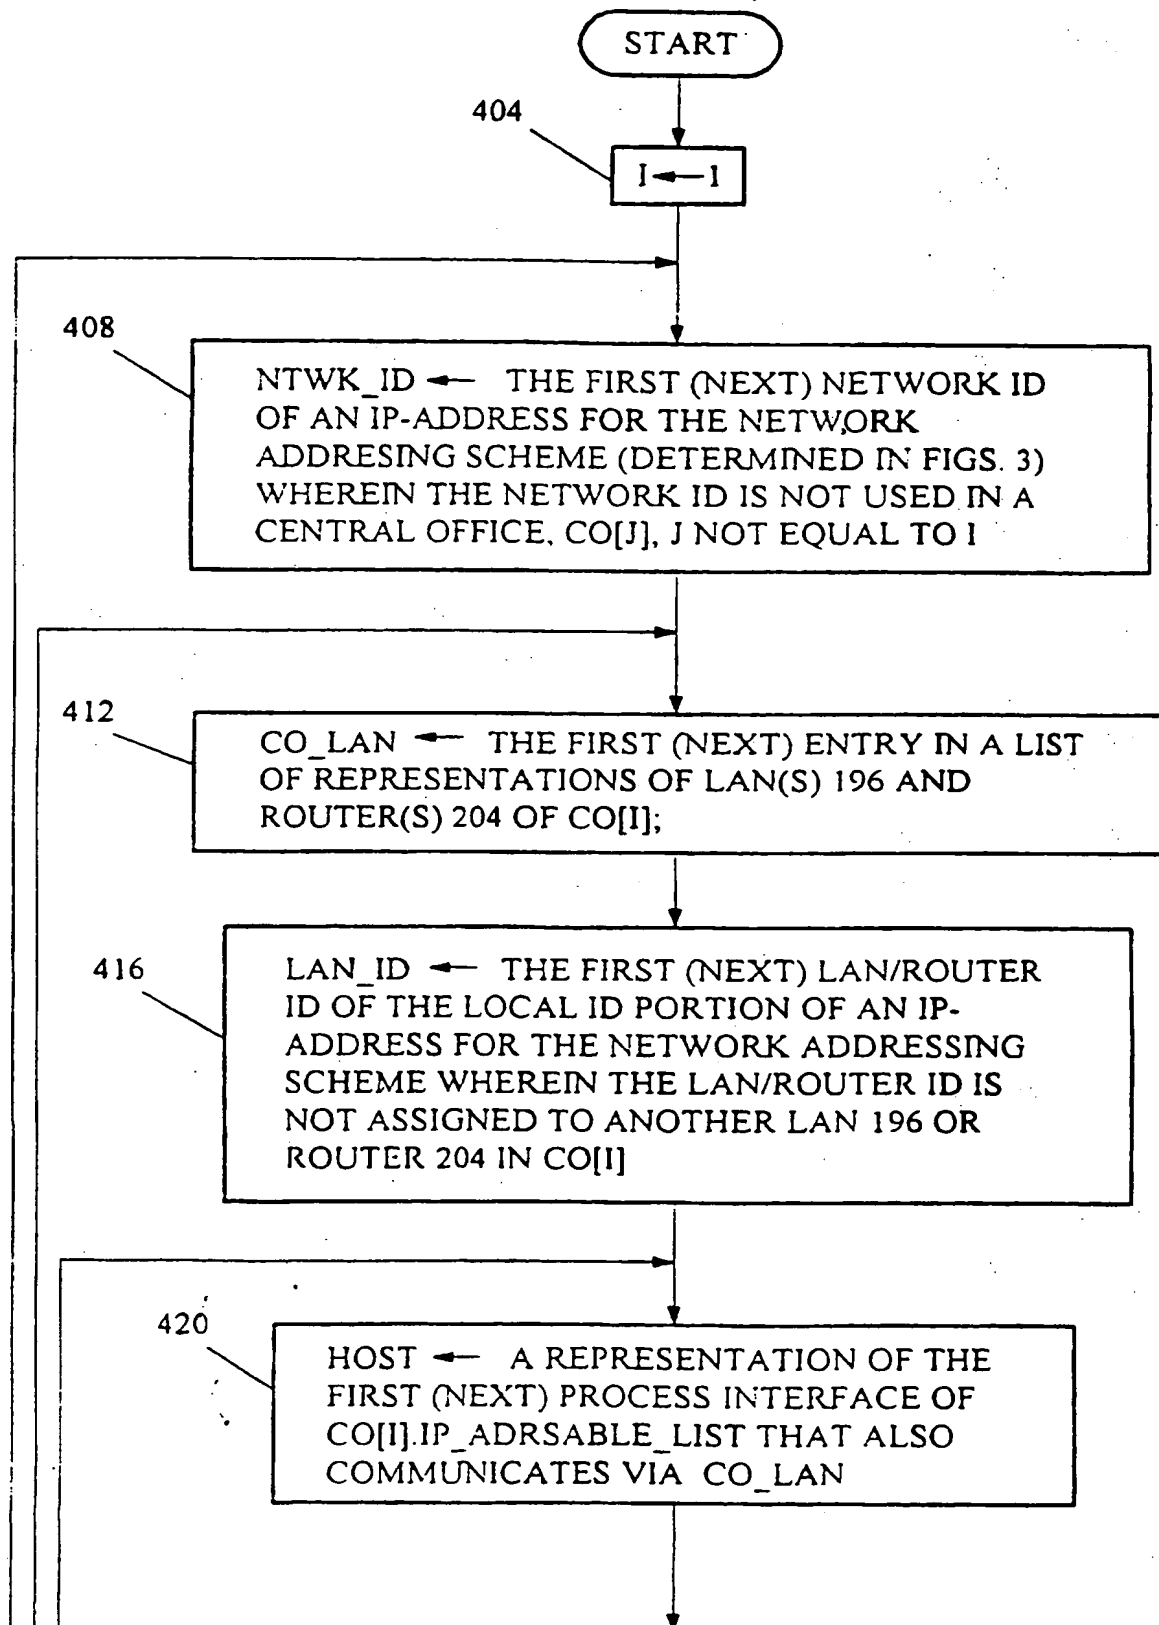 START
404
I ← 1
408
NTWK_ID ← THE FIRST (NEXT) NETWORK ID
OF AN IP-ADDRESS FOR THE NETWORK
ADDRESING SCHEME (DETERMINED IN FIGS. 3)
WHEREIN THE NETWORK ID IS NOT USED IN A
CENTRAL OFFICE, CO[J], J NOT EQUAL TO I
412
CO_LAN ← THE FIRST (NEXT) ENTRY IN A LIST
OF REPRESENTATIONS OF LAN(S) 196 AND
ROUTER(S) 204 OF CO[I];
416
LAN_ID ← THE FIRST (NEXT) LAN/ROUTER
ID OF THE LOCAL ID PORTION OF AN IP-
ADDRESS FOR THE NETWORK ADDRESSING
SCHEME WHEREIN THE LAN/ROUTER ID IS
NOT ASSIGNED TO ANOTHER LAN 196 OR
ROUTER 204 IN CO[I]
420
HOST ← A REPRESENTATION OF THE
FIRST (NEXT) PROCESS INTERFACE OF
CO[I].IP_ADRSABLE_LIST THAT ALSO
COMMUNICATES VIA CO_LAN